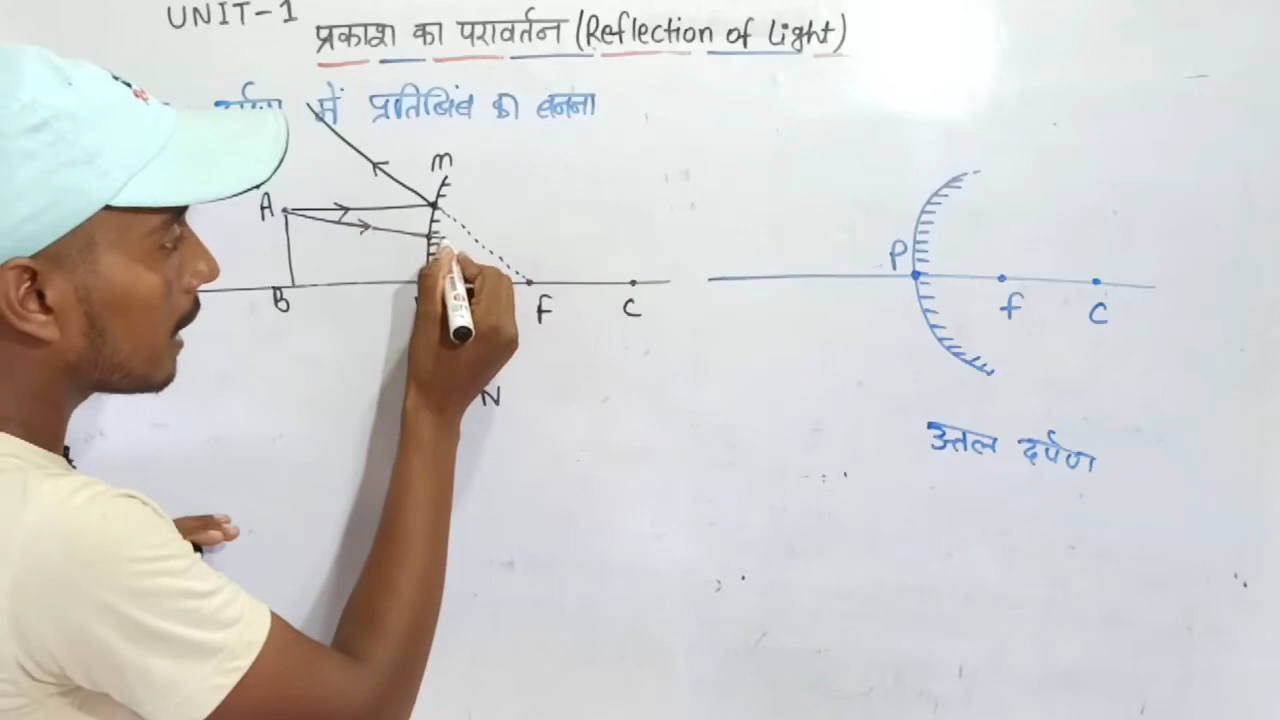 UNIT-1
प्रकाश का परावर्तन (Reflection of Light)
में प्रतिबिंब का बनना
M
A
B
F
C
N
P
f
C
उत्तल दर्पण